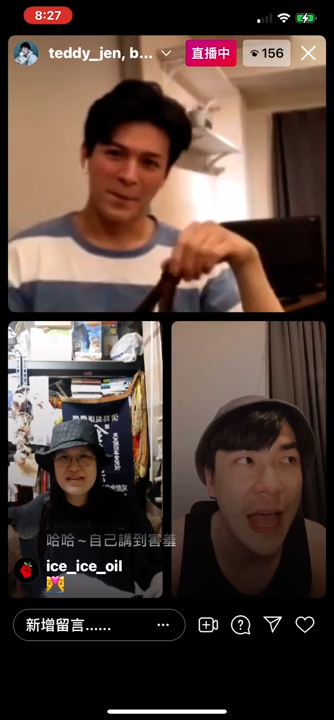 8:27
teddy_jen, b...
直播中
156
哈哈~自己講到害羞
ice_ice_oil
新增留言......